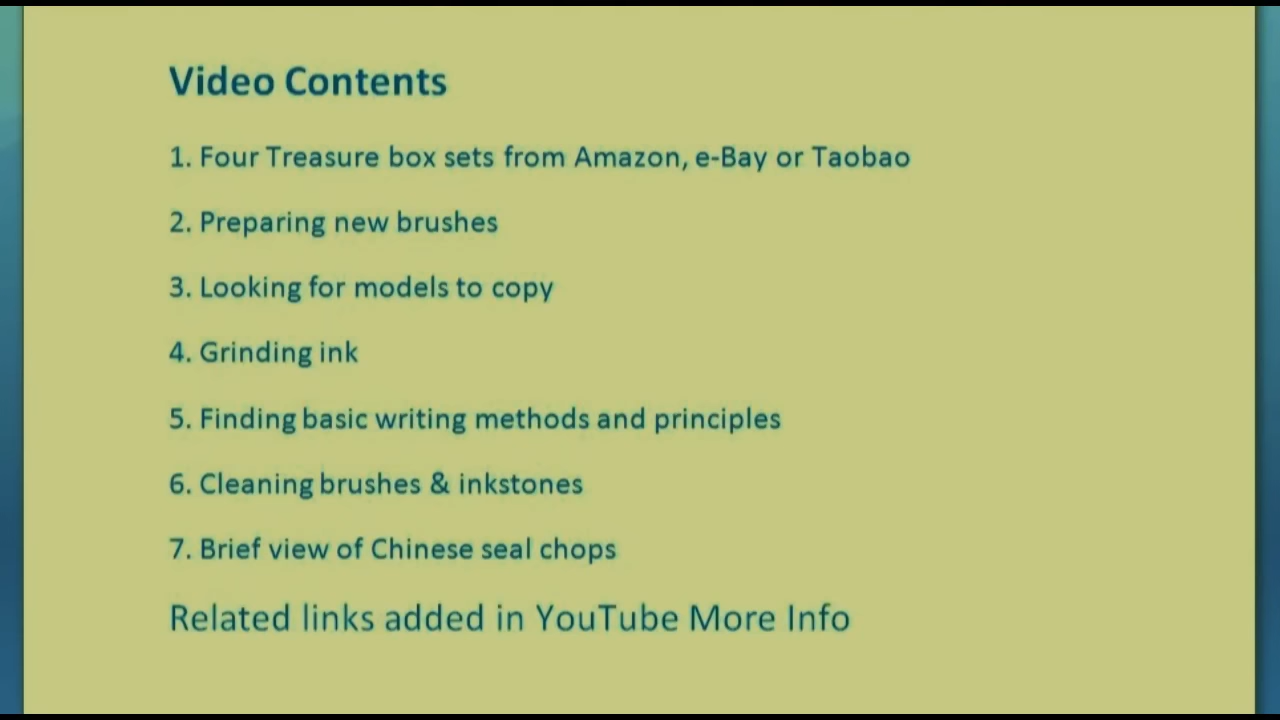 Video Contents
1. Four Treasure box sets from Amazon, e-Bay or Taobao
2. Preparing new brushes
3. Looking for models to copy
4. Grinding ink
5. Finding basic writing methods and principles
6. Cleaning brushes & inkstones
7. Brief view of Chinese seal chops
Related links added in YouTube More Info